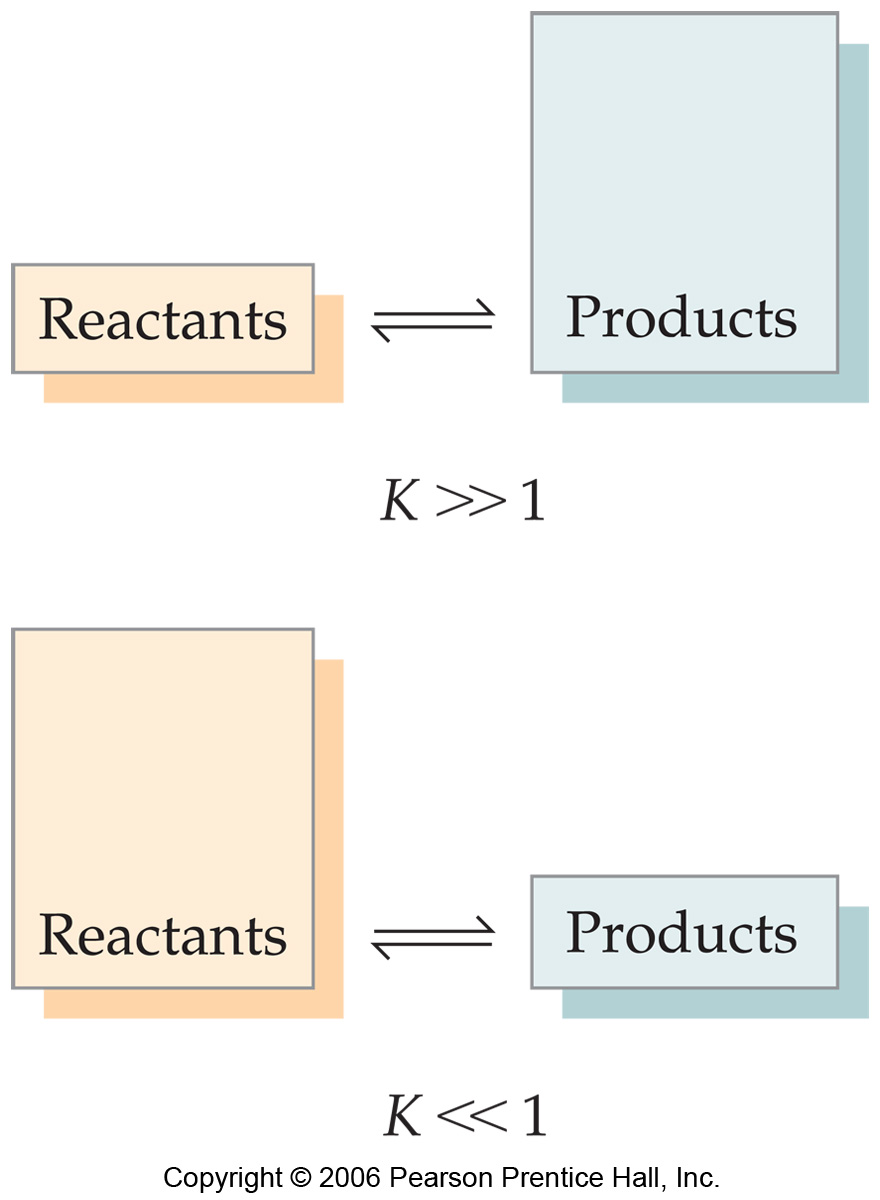 Reactants ⇌ Products
K >> 1
Reactants ⇌ Products
K << 1
Copyright © 2006 Pearson Prentice Hall, Inc.